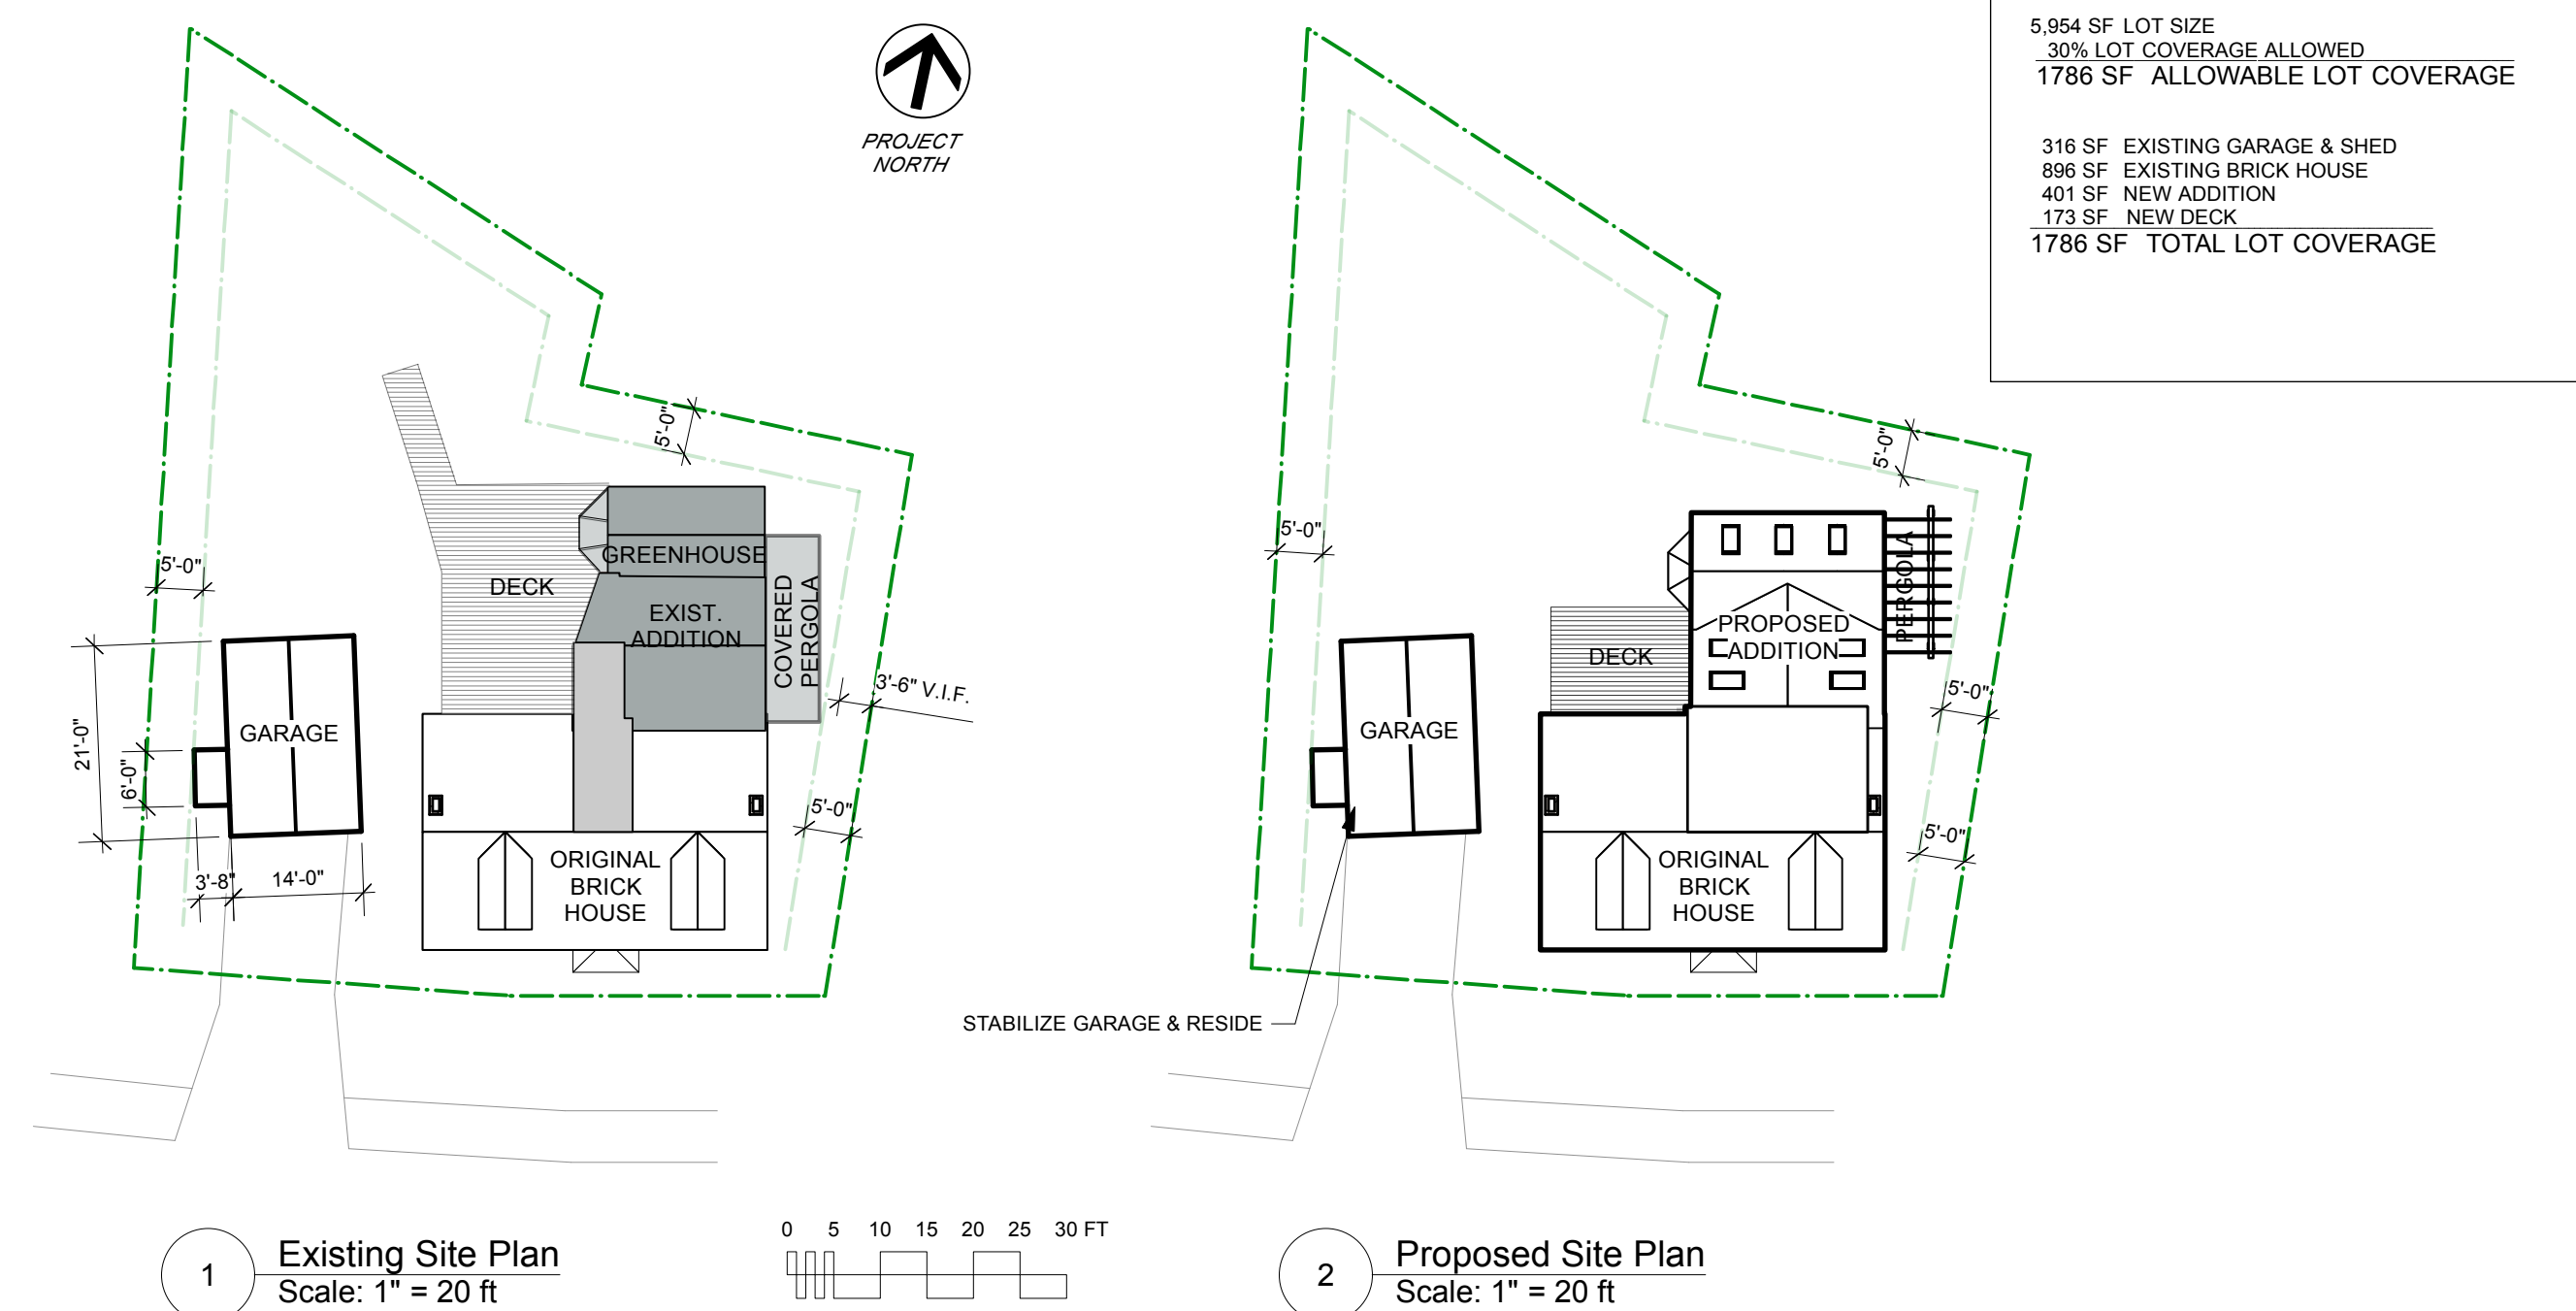 5,954 SF LOT SIZE
30% LOT COVERAGE ALLOWED
1786 SF ALLOWABLE LOT COVERAGE
316 SF EXISTING GARAGE & SHED
896 SF EXISTING BRICK HOUSE
401 SF NEW ADDITION
173 SF NEW DECK
1786 SF TOTAL LOT COVERAGE
PROJECT
NORTH
5'-0"
5'-0"
GREENHOUSE
DECK
EXIST.
ADDITION
COVERED
PERGOLA
3'-6" V.I.F.
21'-0"
GARAGE
6'-0"
5'-0"
3'-8"
14'-0"
ORIGINAL
BRICK
HOUSE
5'-0"
5'-0"
PERGOLA
PROPOSED
ADDITION
DECK
5'-0"
GARAGE
5'-0"
ORIGINAL
BRICK
HOUSE
STABILIZE GARAGE & RESIDE
1
Existing Site Plan
Scale: 1" = 20 ft
0 5 10 15 20 25 30 FT
2
Proposed Site Plan
Scale: 1" = 20 ft